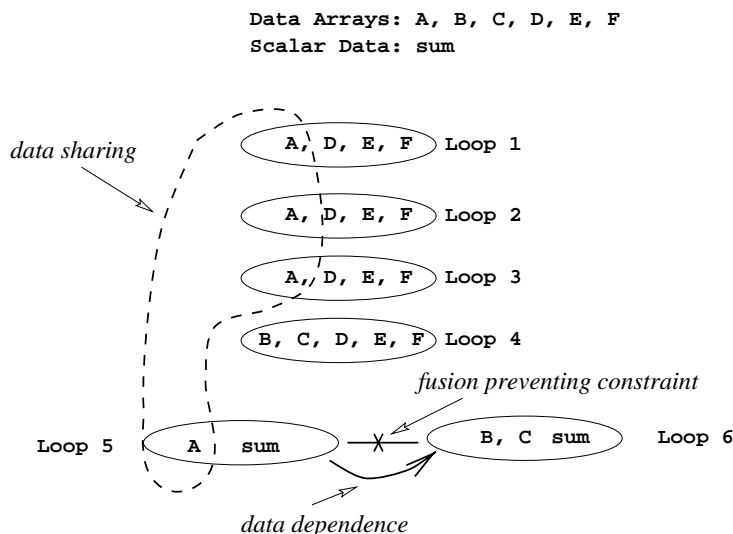 Data Arrays: A, B, C, D, E, F
Scalar Data: sum
data sharing
A, D, E, F Loop 1
A, D, E, F Loop 2
A, D, E, F Loop 3
B, C, D, E, F Loop 4
fusion preventing constraint
Loop 5 A sum B, C sum Loop 6
data dependence